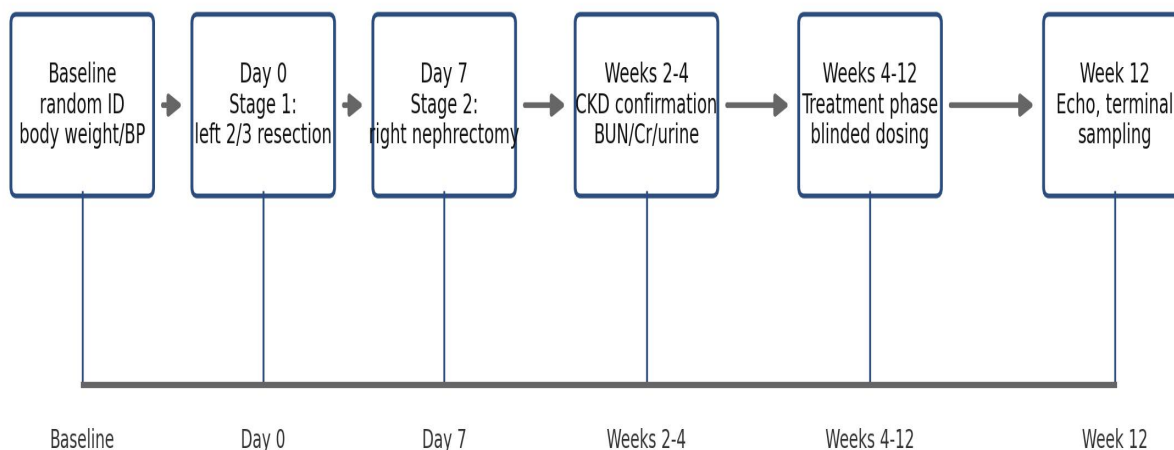 Baseline
random ID
body weight/BP
Day 0
Stage 1:
left 2/3 resection
Day 7
Stage 2:
right nephrectomy
Weeks 2-4
CKD confirmation
BUN/Cr/urine
Weeks 4-12
Treatment phase
blinded dosing
Week 12
Echo, terminal
sampling
Baseline
Day 0
Day 7
Weeks 2-4
Weeks 4-12
Week 12